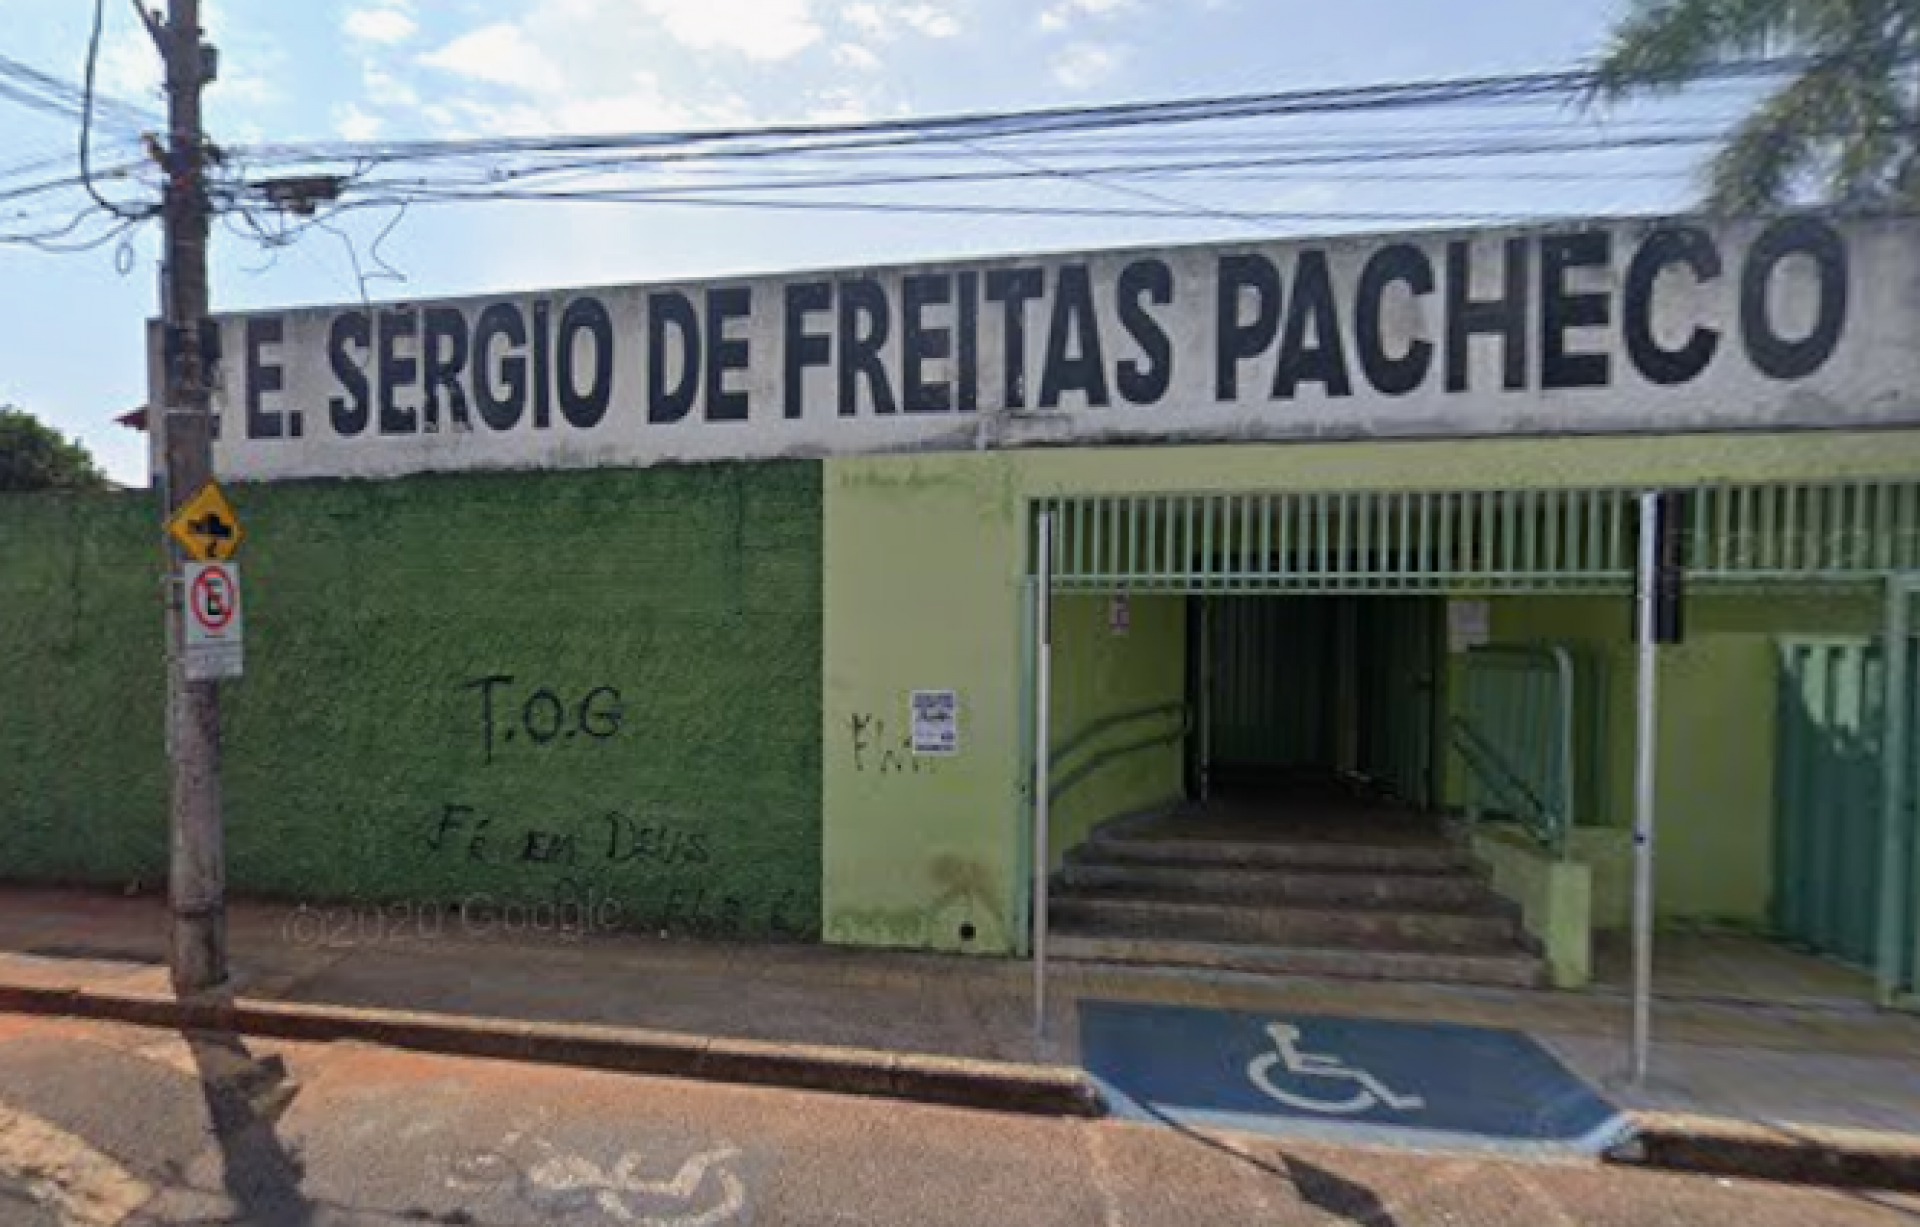 E. SÉRGIO DE FREITAS PACHECO
E
T.O.G
Fé EM DEUS
©2020 Google